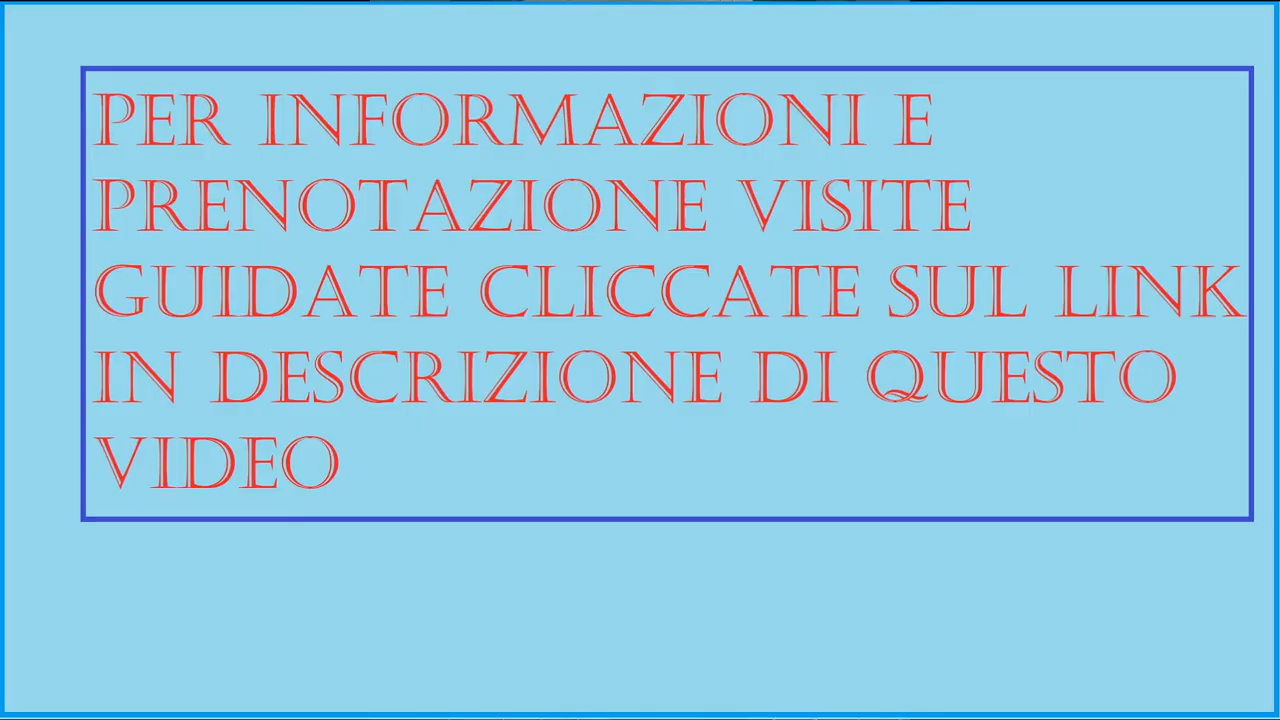 PER INFORMAZIONI E
PRENOTAZIONE VISITE
GUIDATE CLICCATE SUL LINK
IN DESCRIZIONE DI QUESTO
VIDEO